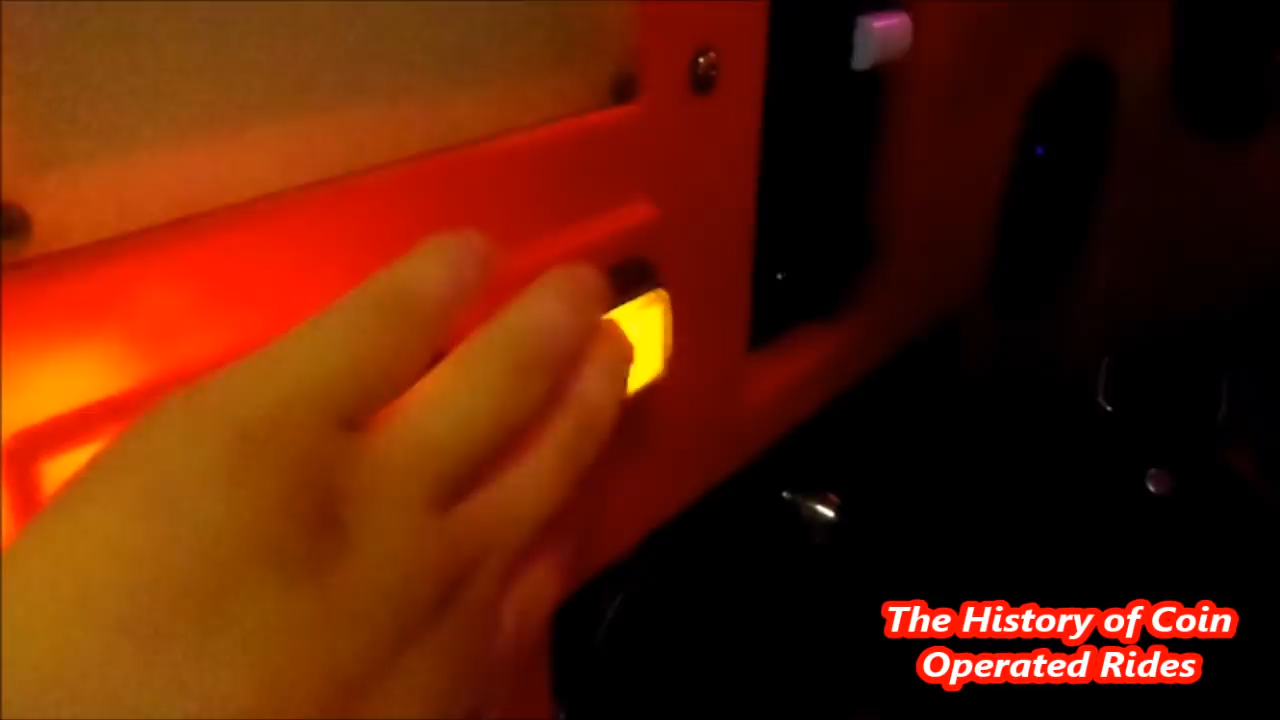 The History of Coin
Operated Rides